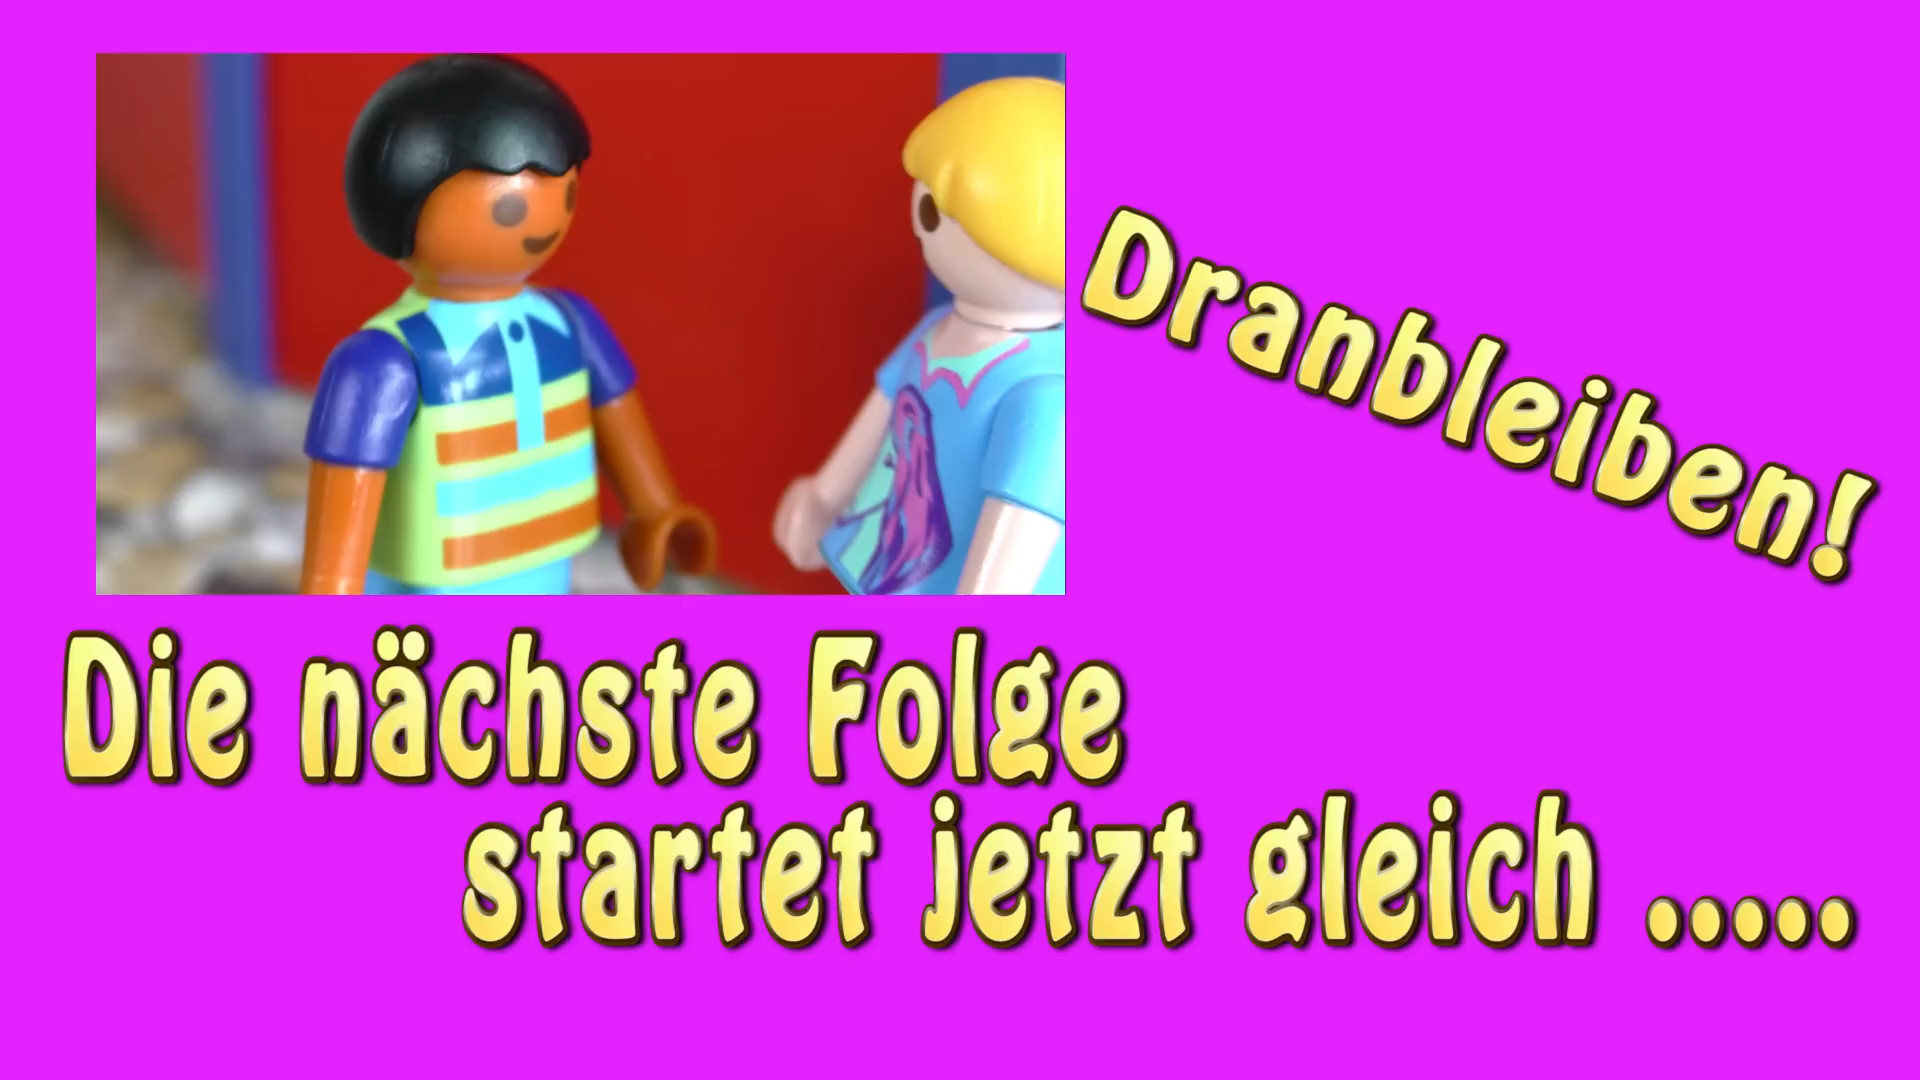 Dranbleiben!
Die nächste Folge
startet jetzt gleich .....